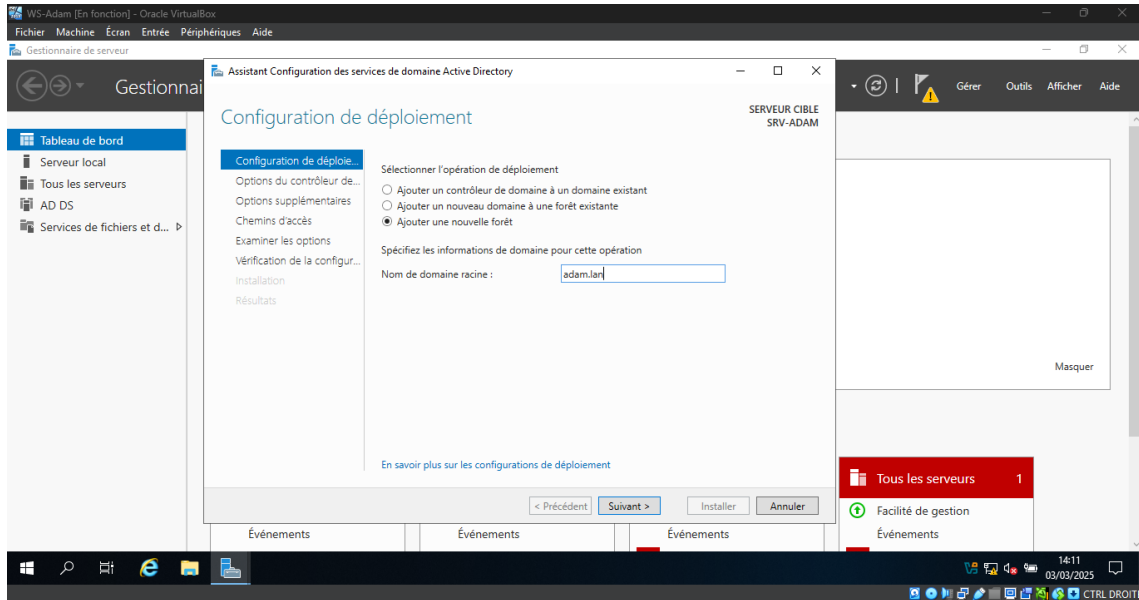 WS-Adam [En fonction] - Oracle VirtualBox
Fichier Machine Écran Entrée Périphériques Aide
Gestionnaire de serveur
Gestionnai
Gérer Outils Afficher Aide
Tableau de bord
Serveur local
Tous les serveurs
AD DS
Services de fichiers et d...
Assistant Configuration des services de domaine Active Directory
Configuration de déploiement
SERVEUR CIBLE
SRV-ADAM
Configuration de déploie...
Options du contrôleur de...
Options supplémentaires
Chemins d'accès
Examiner les options
Vérification de la configur...
Installation
Résultats
Sélectionner l'opération de déploiement
Ajouter un contrôleur de domaine à un domaine existant
Ajouter un nouveau domaine à une forêt existante
Ajouter une nouvelle forêt
Spécifiez les informations de domaine pour cette opération
Nom de domaine racine : adam.lan
En savoir plus sur les configurations de déploiement
< Précédent Suivant > Installer Annuler
Masquer
Tous les serveurs 1
Facilité de gestion
Événements Événements Événements Événements
14:11
03/03/2025
CTRL DROITE